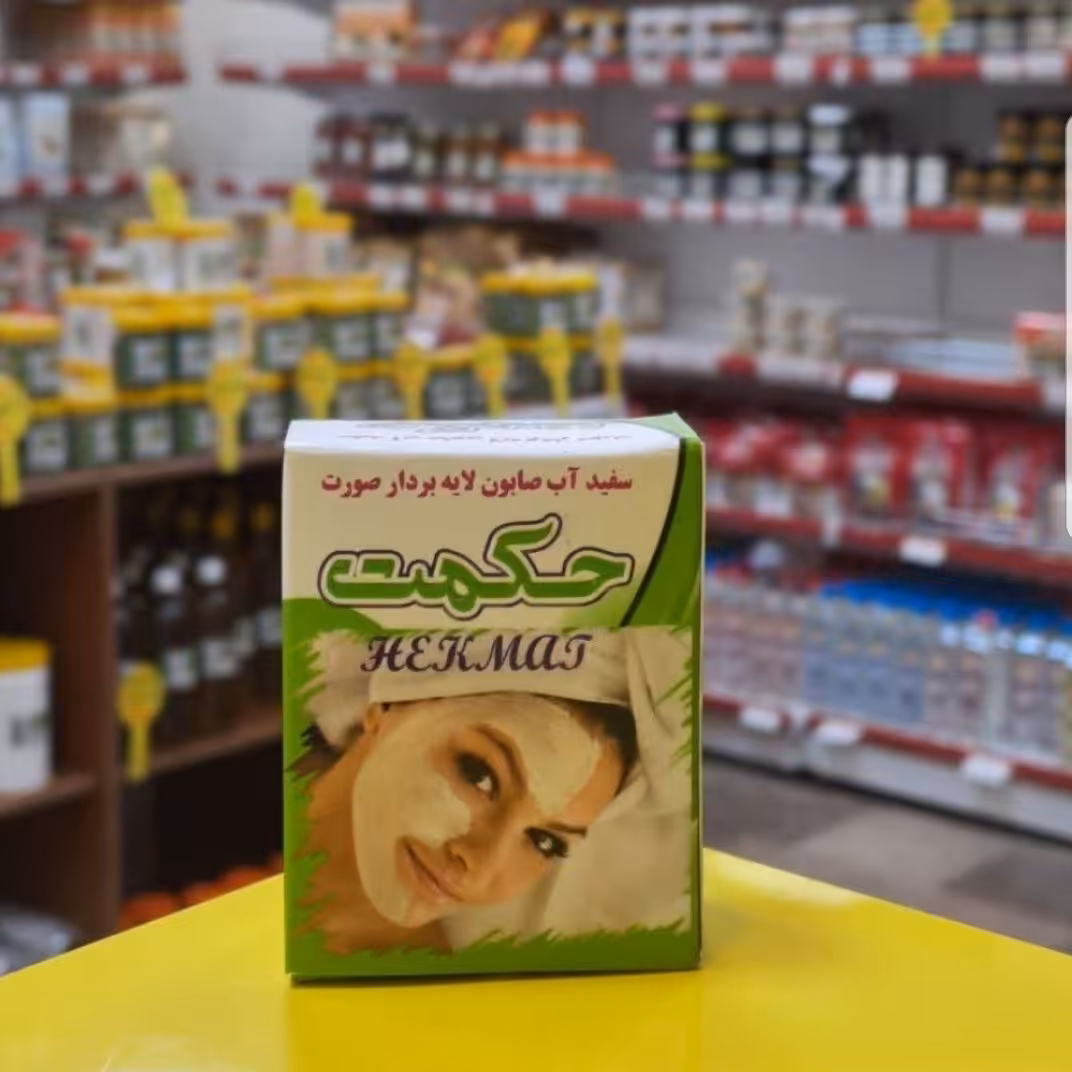 سفید آب صابون لایه بردار صورت
حکمت
HEKMAT